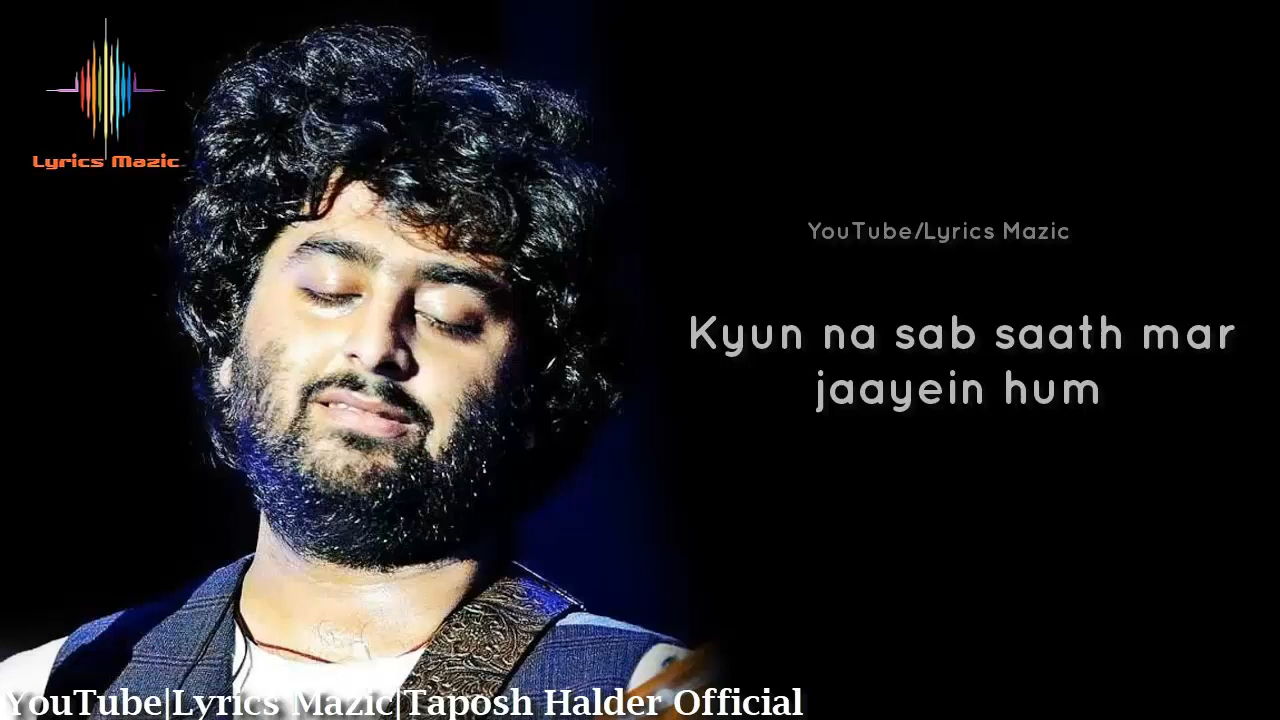 Lyrics Mazic
YouTube/Lyrics Mazic
Kyun na sab saath mar
jaayein hum
YouTube|Lyrics Mazic|Taposh Halder Official